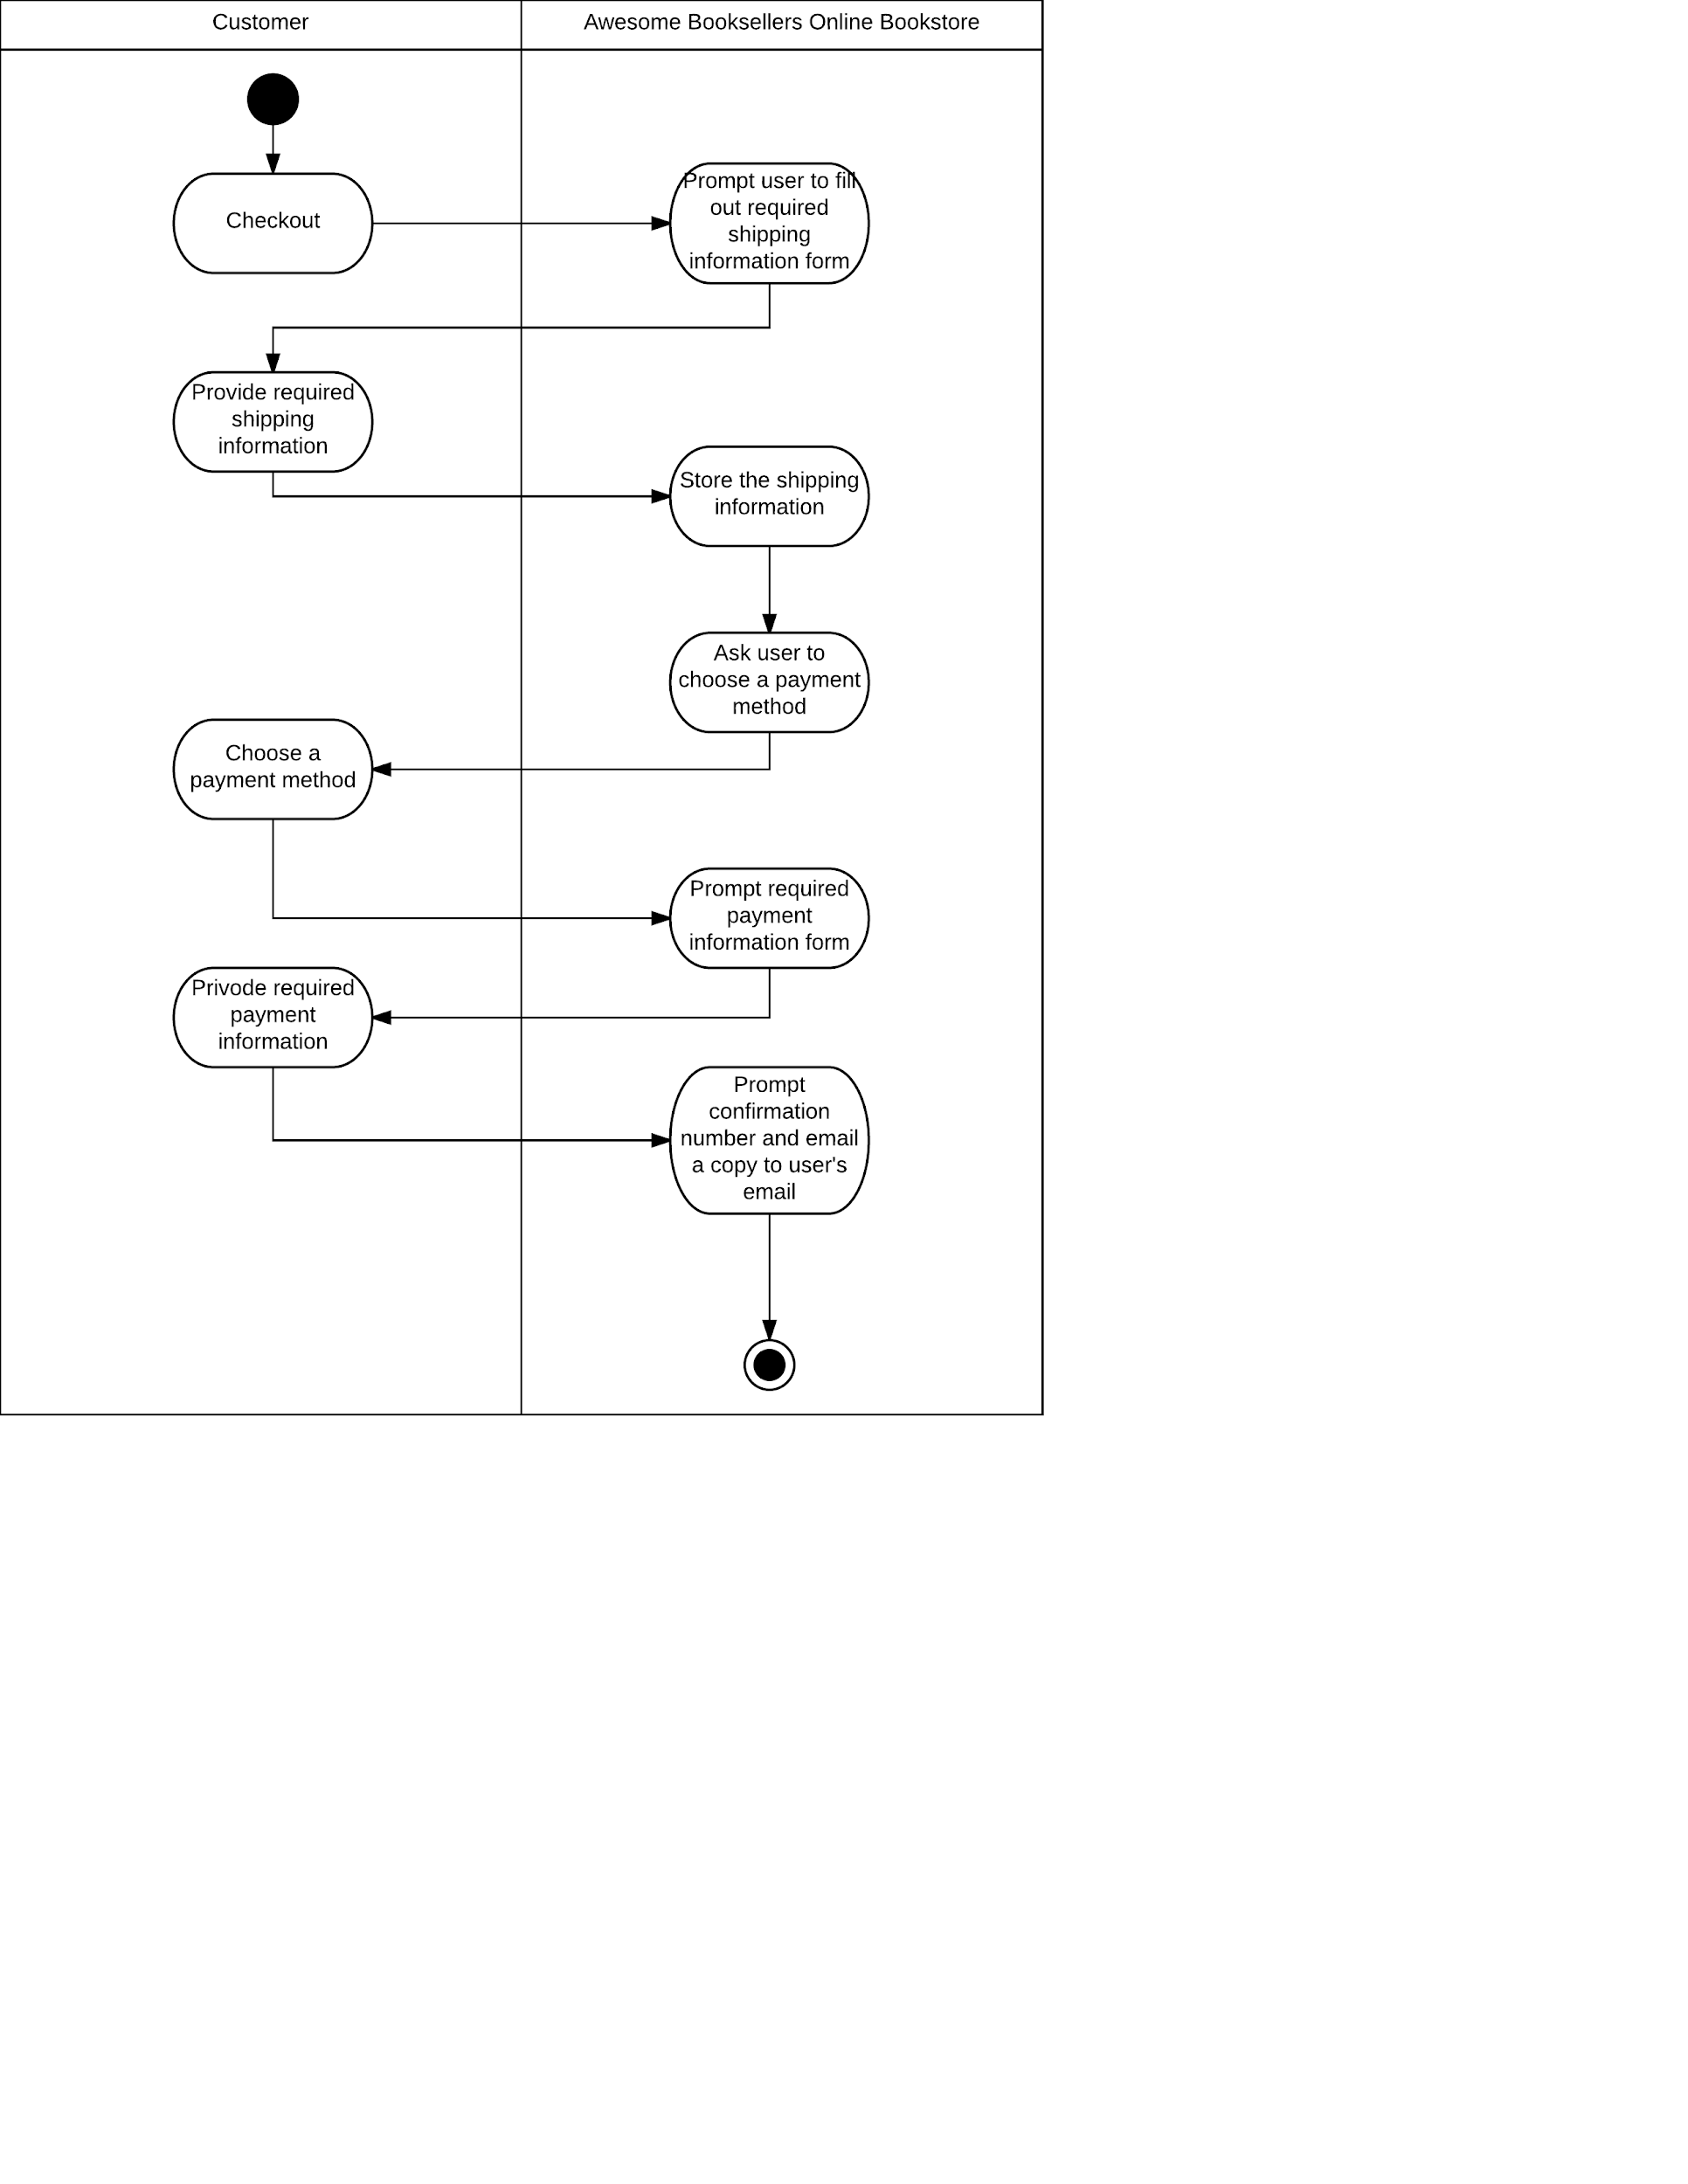 Customer
Awesome Booksellers Online Bookstore
Checkout
Prompt user to fill
out required
shipping
information form
Provide required
shipping
information
Store the shipping
information
Ask user to
choose a payment
method
Choose a
payment method
Prompt required
payment
information form
Privode required
payment
information
Prompt
confirmation
number and email
a copy to user's
email